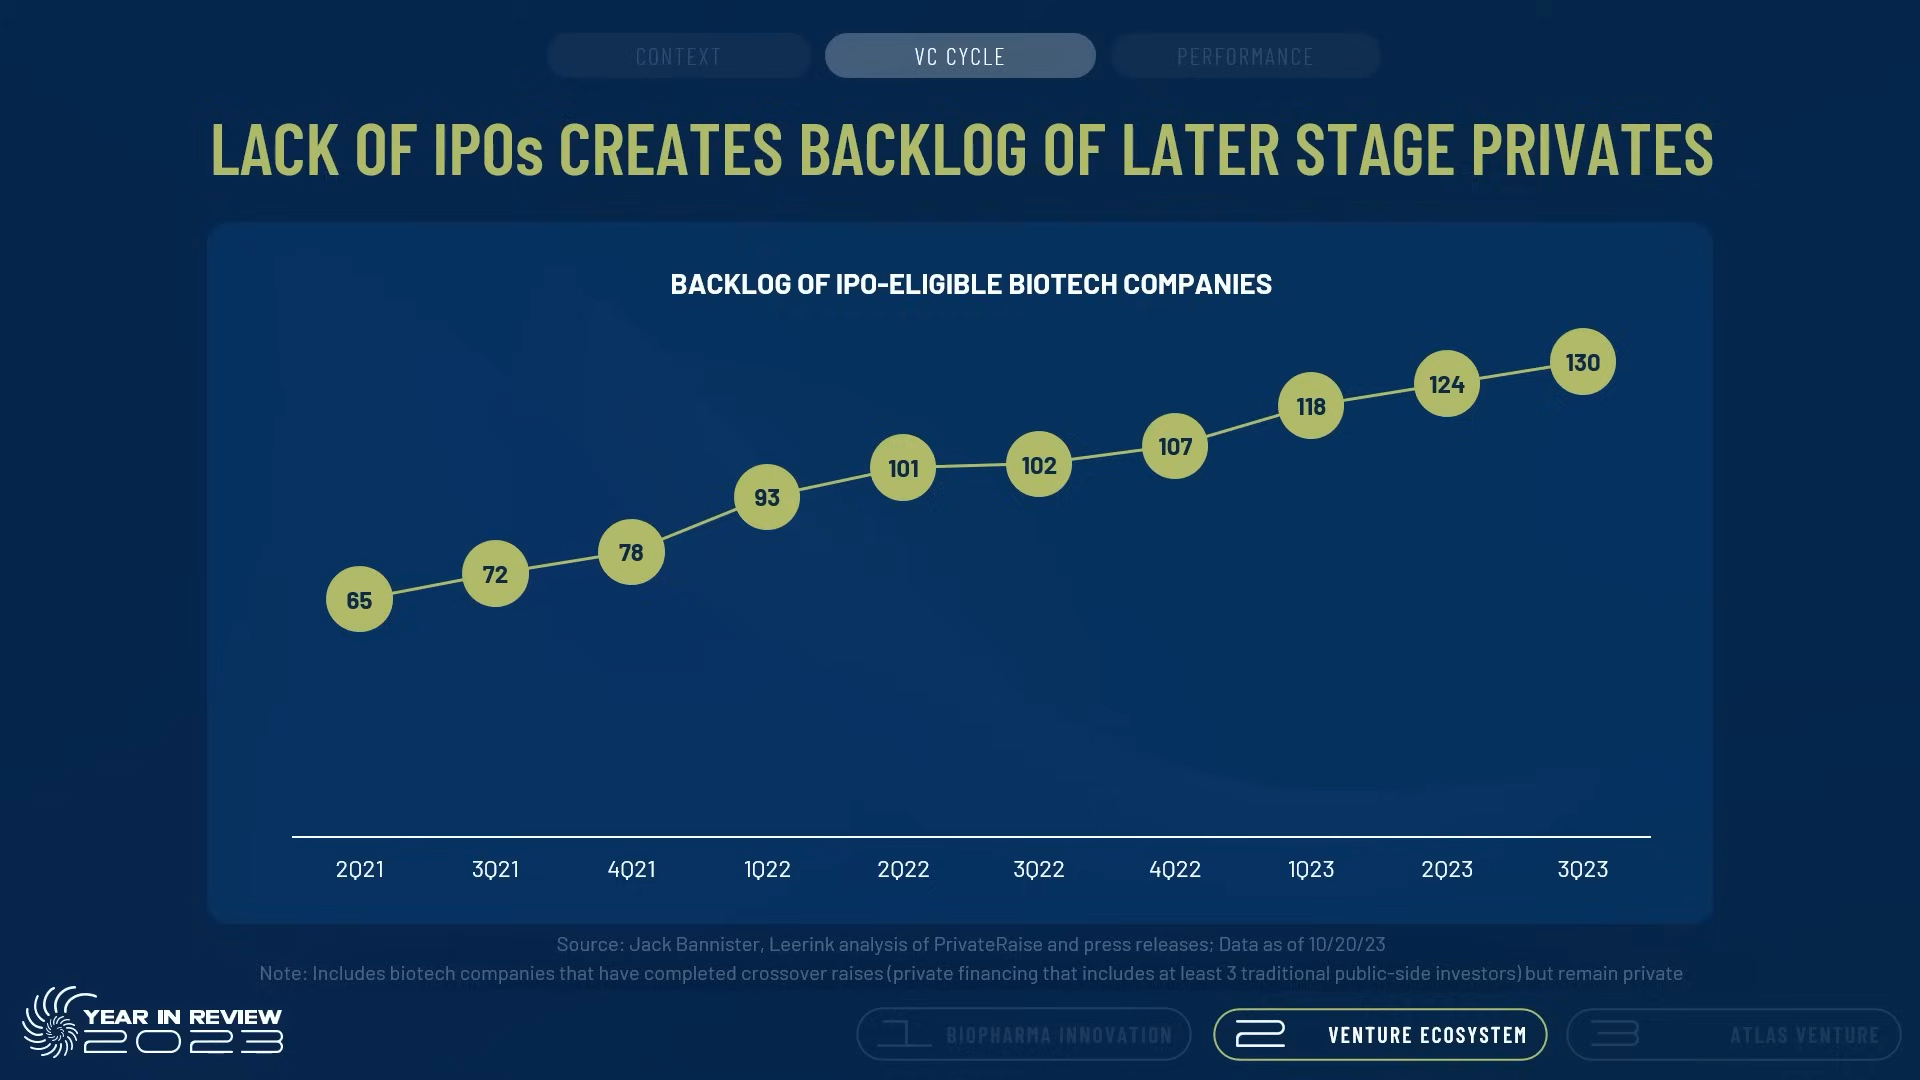 CONTEXT
VC CYCLE
PERFORMANCE
LACK OF IPOs CREATES BACKLOG OF LATER STAGE PRIVATES
BACKLOG OF IPO-ELIGIBLE BIOTECH COMPANIES
65
72
78
93
101
102
107
118
124
130
2Q21
3Q21
4Q21
1Q22
2Q22
3Q22
4Q22
1Q23
2Q23
3Q23
Source: Jack Bannister, Leerink analysis of PrivateRaise and press releases; Data as of 10/20/23
Note: Includes biotech companies that have completed crossover raises (private financing that includes at least 3 traditional public-side investors) but remain private
YEAR IN REVIEW
2023
1 BIOPHARMA INNOVATION
2 VENTURE ECOSYSTEM
3 ATLAS VENTURE